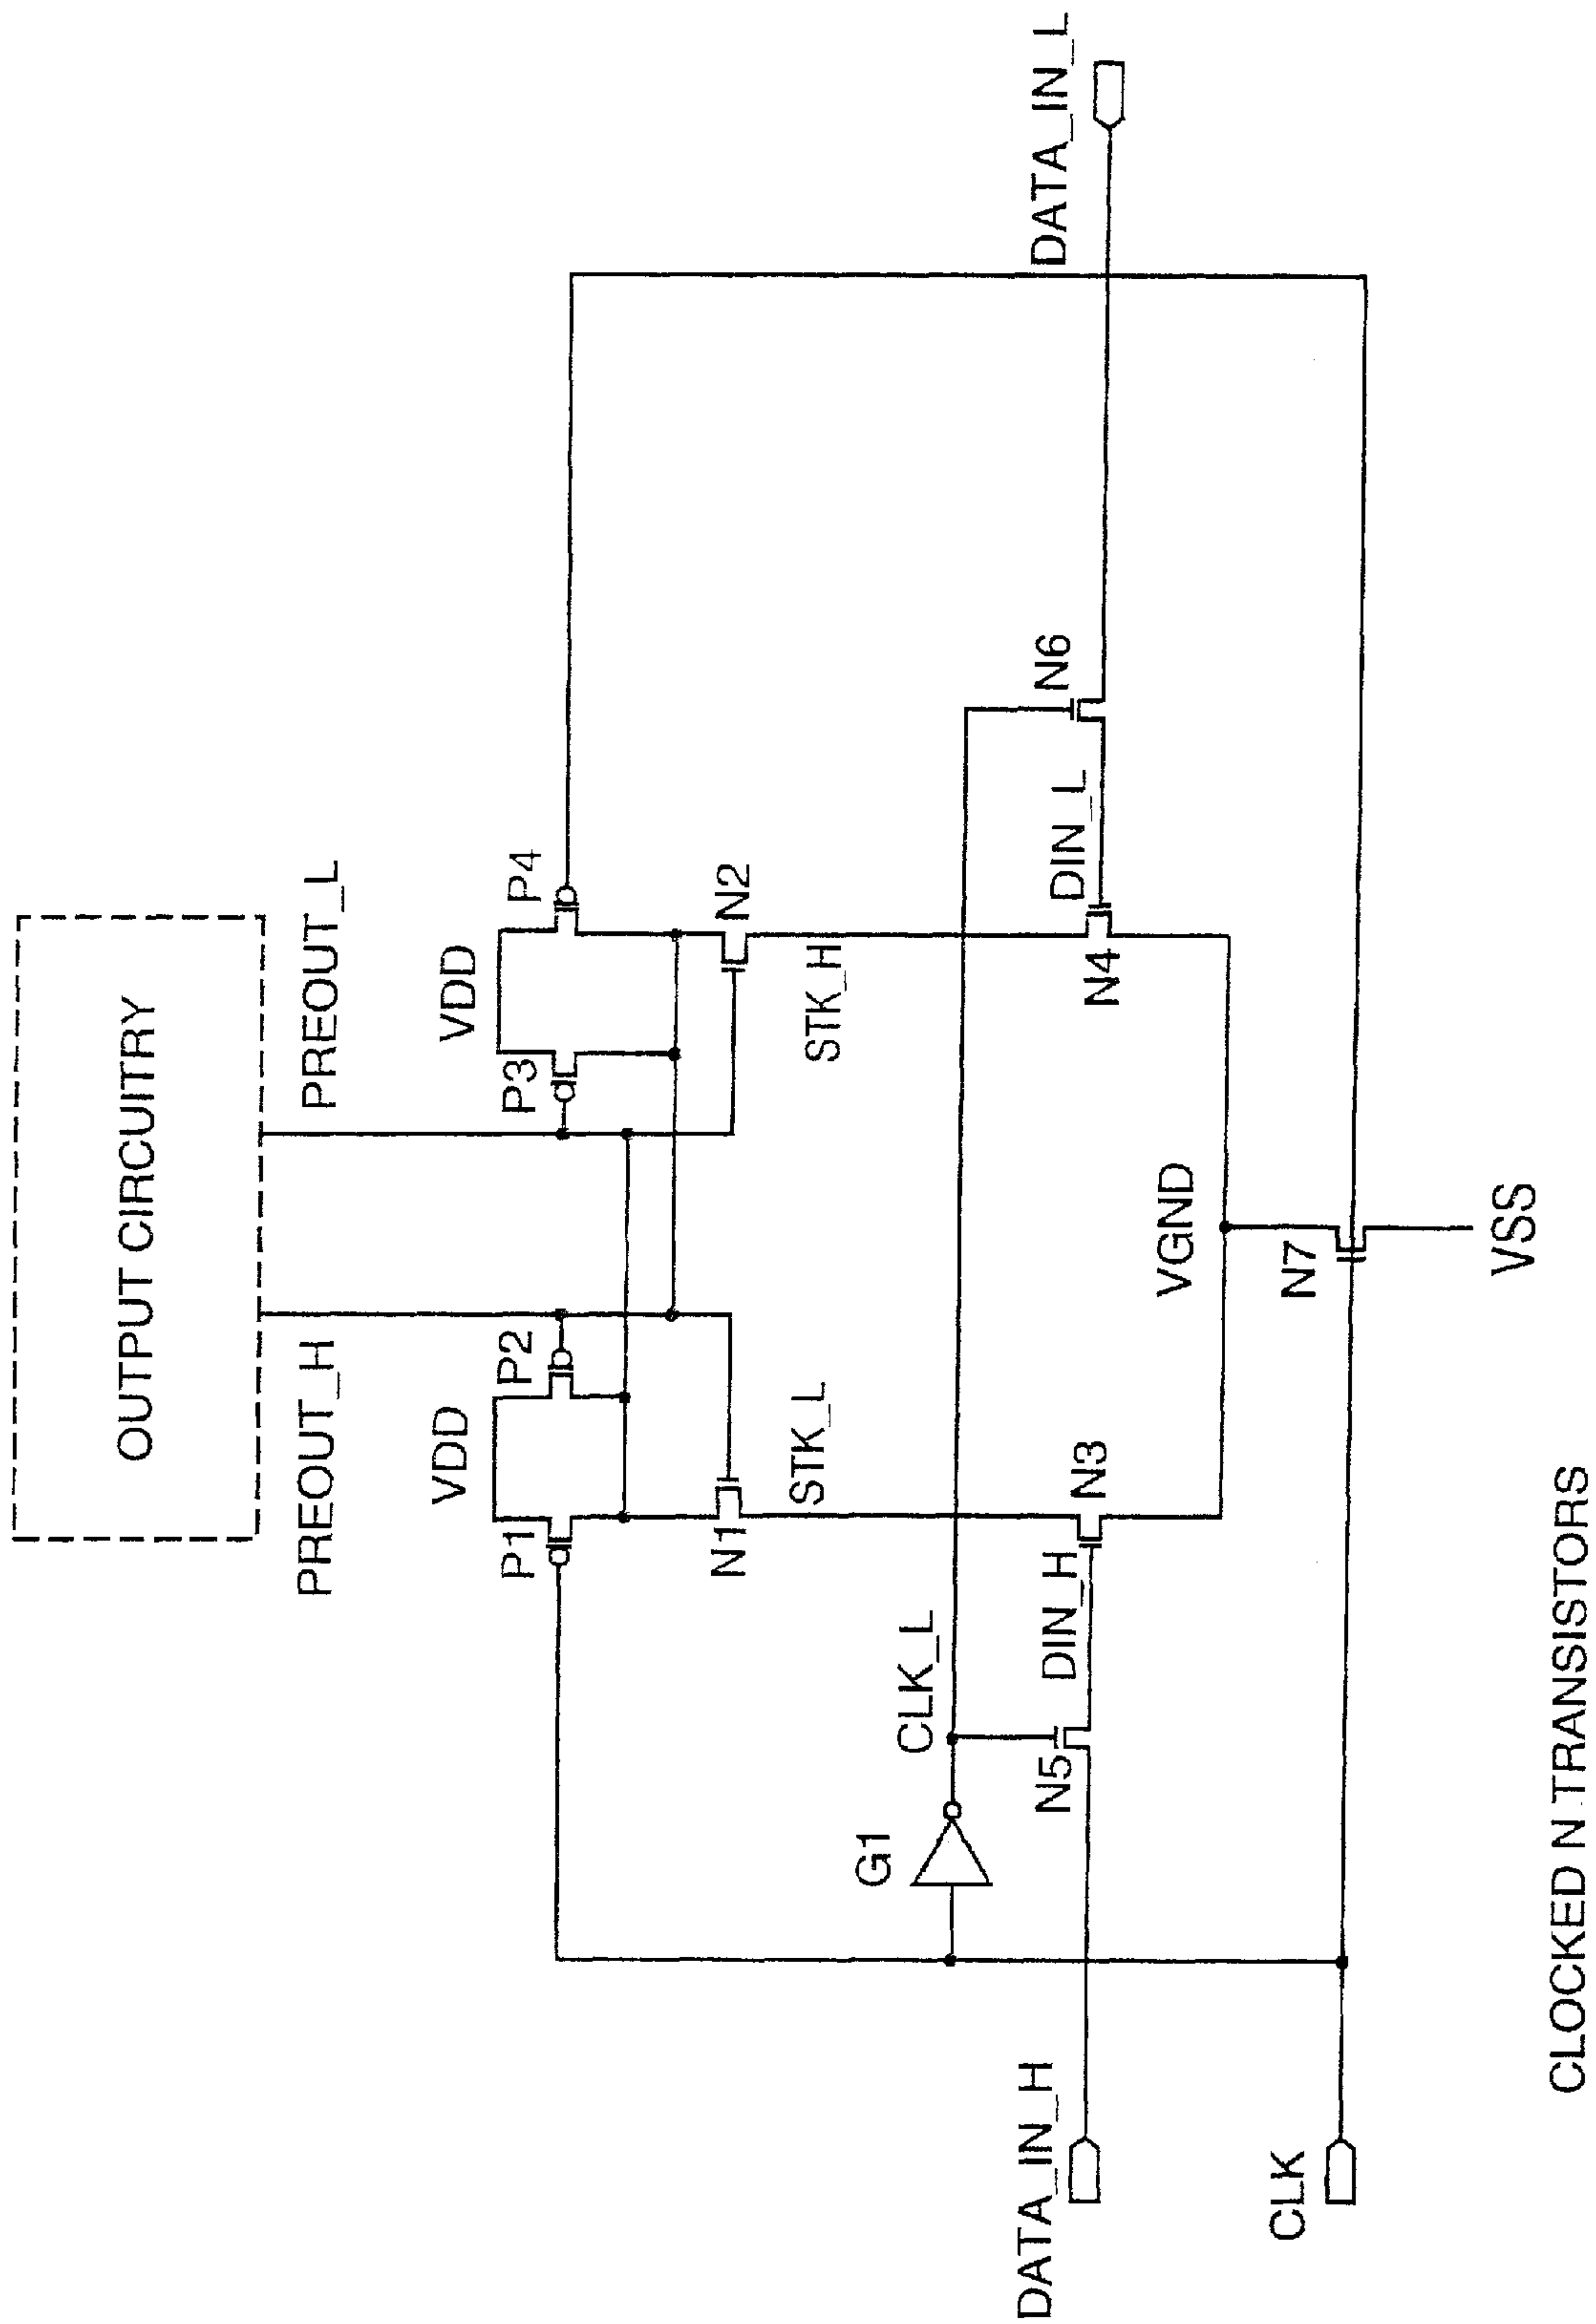 OUTPUT CIRCUITRY
PREOUT_H
PREOUT_L
VDD
VDD
P1
P2
P3
P4
N1
N2
STK_L
STK_H
CLK_L
G1
N5
DIN_H
N3
N4
DIN_L
N6
DATA_IN_H
DATA_IN_L
VGND
N7
CLK
VSS
CLOCKED N TRANSISTORS